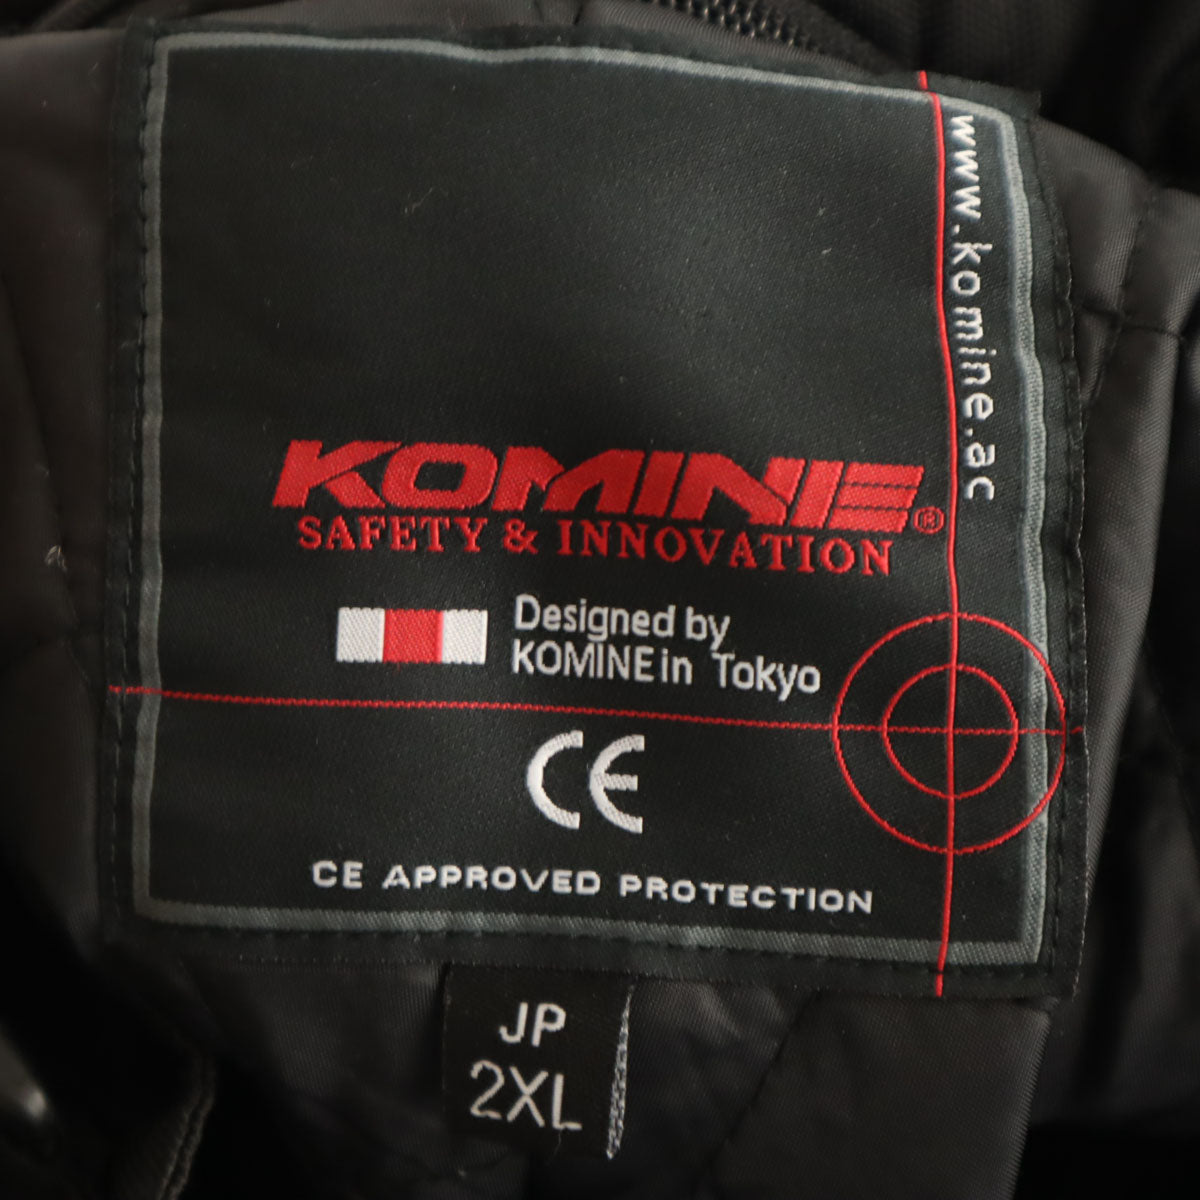 www.komine.ac
KOMINE®
SAFETY & INNOVATION
Designed by
KOMINE in Tokyo
CE
CE APPROVED PROTECTION
JP
2XL